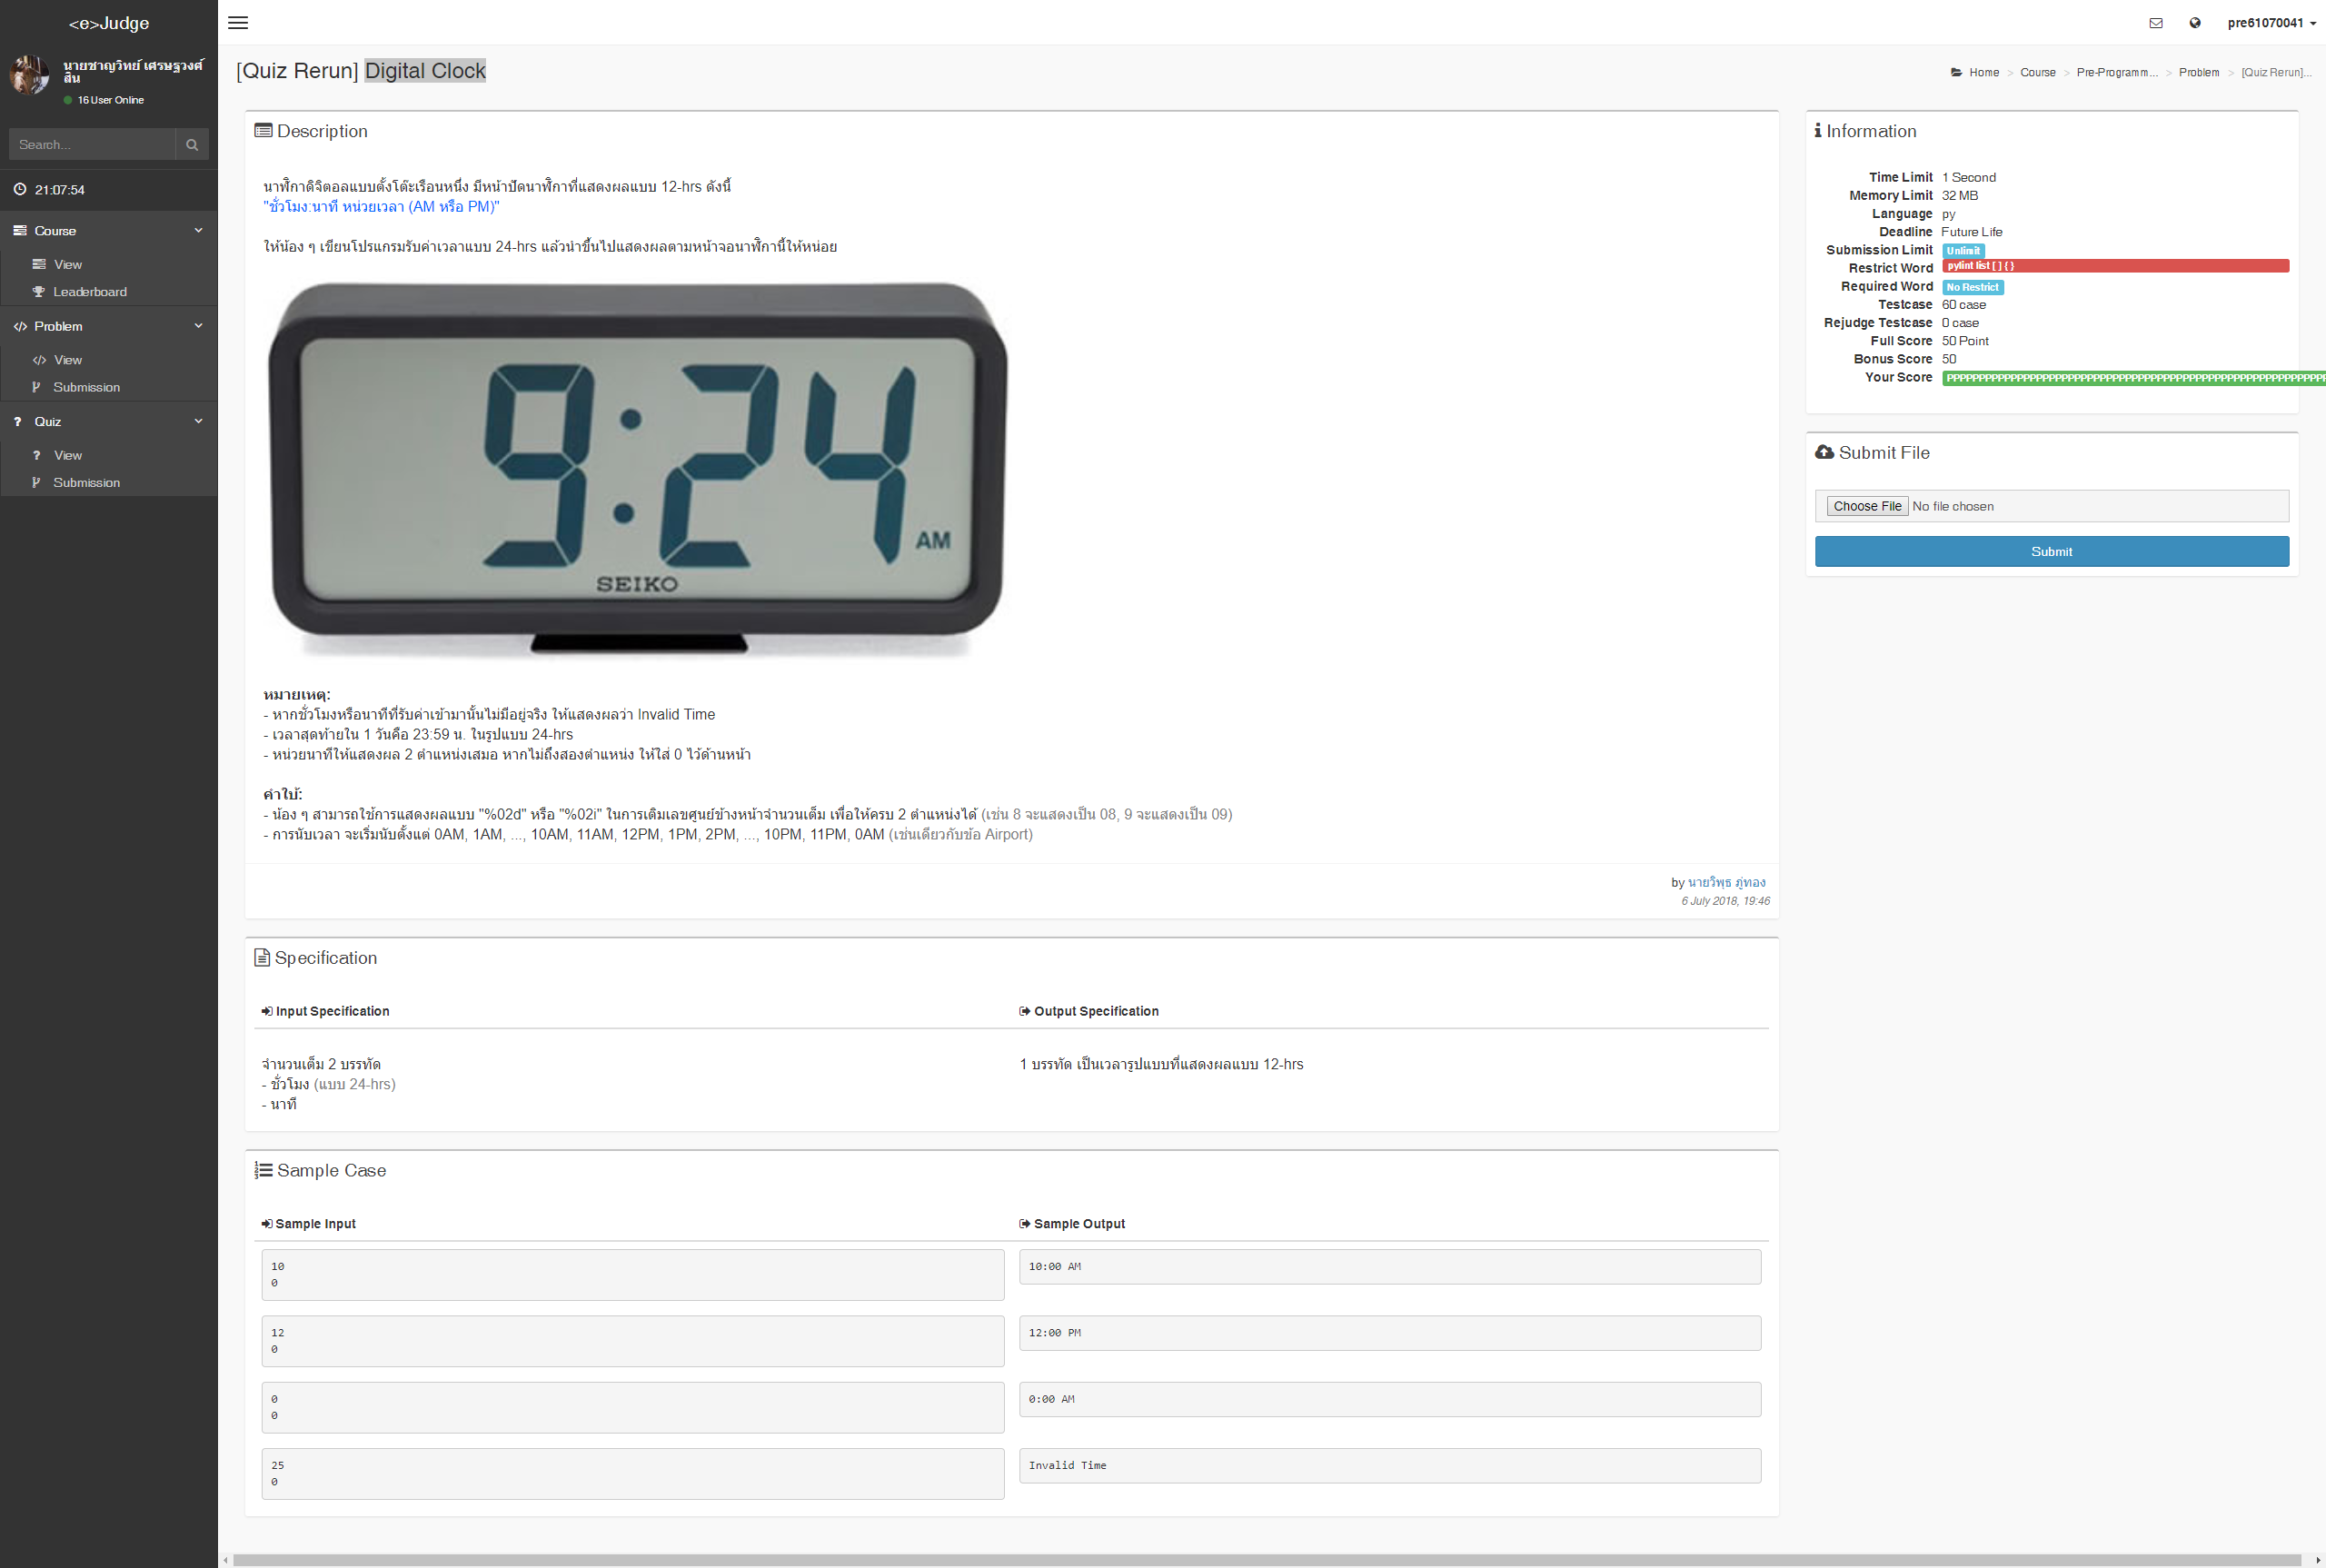 <e>Judge
นายชาญวิทย์ เศรษฐวงศ์
สิน
16 User Online
Search...
21:07:54
Course
View
Leaderboard
Problem
View
Submission
Quiz
View
Submission
pre61070041
[Quiz Rerun] Digital Clock
Home > Course > Pre-Programm... > Problem > [Quiz Rerun]...
Description
นาฬิกาดิจิตอลแบบตั้งโต๊ะเรือนหนึ่ง มีหน้าปัดนาฬิกาที่แสดงผลแบบ 12-hrs ดังนี้
"ชั่วโมง:นาที หน่วยเวลา (AM หรือ PM)"
ให้น้อง ๆ เขียนโปรแกรมรับค่าเวลาแบบ 24-hrs แล้วนำขึ้นไปแสดงผลตามหน้าจอนาฬิกานี้ให้หน่อย
9:24 AM
SEIKO
หมายเหตุ:
- หากชั่วโมงหรือนาทีที่รับค่าเข้ามานั้นไม่มีอยู่จริง ให้แสดงผลว่า Invalid Time
- เวลาสุดท้ายใน 1 วันคือ 23:59 น. ในรูปแบบ 24-hrs
- หน่วยนาทีให้แสดงผล 2 ตำแหน่งเสมอ หากไม่ถึงสองตำแหน่ง ให้ใส่ 0 ไว้ด้านหน้า
คำใบ้:
- น้อง ๆ สามารถใช้การแสดงผลแบบ "%02d" หรือ "%02i" ในการเติมเลขศูนย์ข้างหน้าจำนวนเต็ม เพื่อให้ครบ 2 ตำแหน่งได้ (เช่น 8 จะแสดงเป็น 08, 9 จะแสดงเป็น 09)
- การนับเวลา จะเริ่มนับตั้งแต่ 0AM, 1AM, ..., 10AM, 11AM, 12PM, 1PM, 2PM, ..., 10PM, 11PM, 0AM (เช่นเดียวกับข้อ Airport)
by นายวิพุธ ภู่ทอง
6 July 2018, 19:46
Information
Time Limit 1 Second
Memory Limit 32 MB
Language py
Deadline Future Life
Submission Limit Unlimit
Restrict Word pylint list [ ] { }
Required Word No Restrict
Testcase 60 case
Rejudge Testcase 0 case
Full Score 50 Point
Bonus Score 50
Your Score
Submit File
Choose File No file chosen
Submit
Specification
Input Specification
Output Specification
จำนวนเต็ม 2 บรรทัด
- ชั่วโมง (แบบ 24-hrs)
- นาที
1 บรรทัด เป็นเวลารูปแบบที่แสดงผลแบบ 12-hrs
Sample Case
Sample Input
Sample Output
10
0
10:00 AM
12
0
12:00 PM
0
0
0:00 AM
25
0
Invalid Time